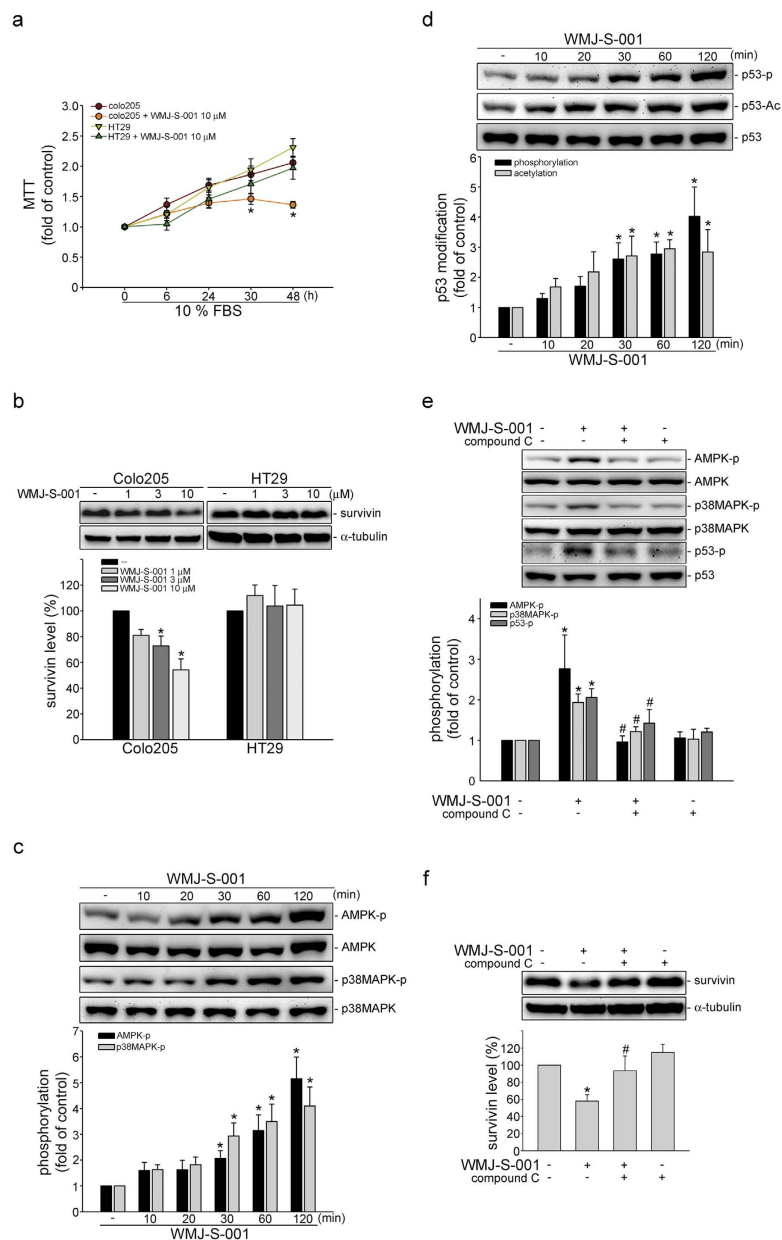 a
3.0
2.5
2.0
1.5
1.0
0.5
0.0
MTT
(fold of control)
colo205
colo205 + WMJ-S-001 10 μM
HT29
HT29 + WMJ-S-001 10 μM
* *
0 6 24 30 48 (h)
10 % FBS
b
Colo205 HT29
WMJ-S-001 - 1 3 10 - 1 3 10 (μM)
- survivin
- α-tubulin
--
WMJ-S-001 1 μM
WMJ-S-001 3 μM
WMJ-S-001 10 μM
120
100
80
60
40
20
0
survivin level (%)
* *
Colo205 HT29
c
WMJ-S-001
- 10 20 30 60 120 (min)
- AMPK-p
- AMPK
- p38MAPK-p
- p38MAPK
AMPK-p
p38MAPK-p
7
6
5
4
3
2
1
0
phosphorylation
(fold of control)
* * * * * *
- 10 20 30 60 120 (min)
WMJ-S-001
d
WMJ-S-001
- 10 20 30 60 120 (min)
- p53-p
- p53-Ac
- p53
phosphorylation
acetylation
6
5
4
3
2
1
0
p53 modification
(fold of control)
* * * * * *
- 10 20 30 60 120 (min)
WMJ-S-001
e
WMJ-S-001 - + + -
compound C - - + +
- AMPK-p
- AMPK
- p38MAPK-p
- p38MAPK
- p53-p
- p53
AMPK-p
p38MAPK-p
p53-p
4
3
2
1
0
phosphorylation
(fold of control)
* * * # # #
WMJ-S-001 - + + -
compound C - - + +
f
WMJ-S-001 - + + -
compound C - - + +
- survivin
- α-tubulin
120
100
80
60
40
20
0
survivin level (%)
* #
WMJ-S-001 - + + -
compound C - - + +